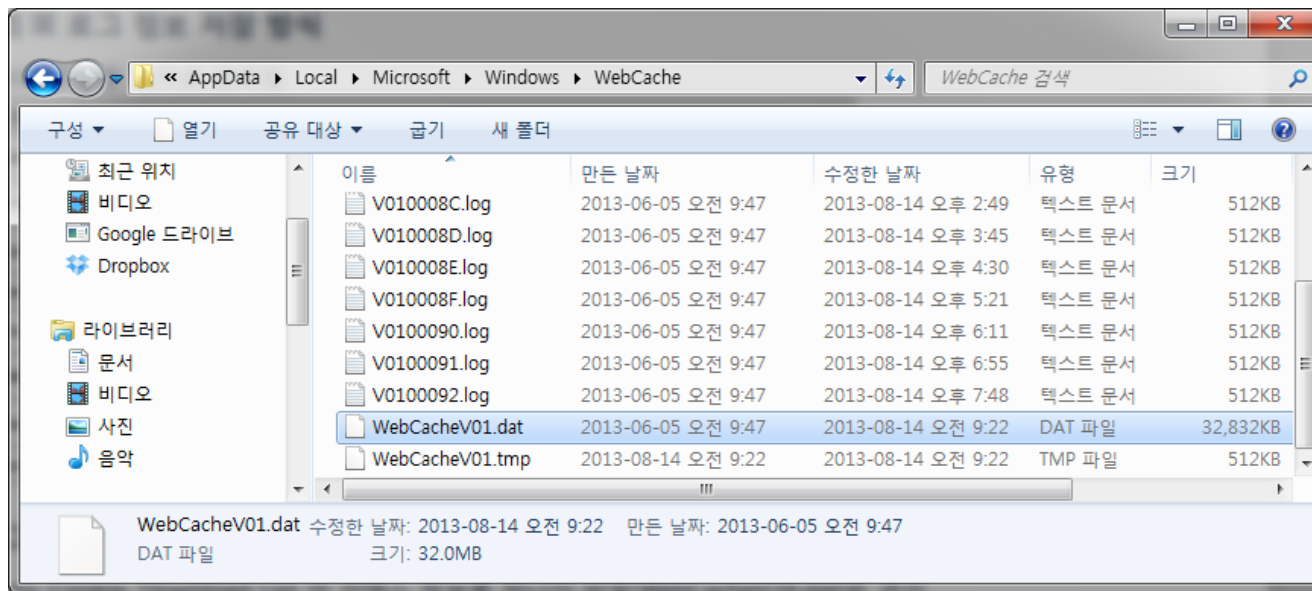 « AppData ▸ Local ▸ Microsoft ▸ Windows ▸ WebCache
WebCache 검색
구성 열기 공유 대상 굽기 새 폴더
최근 위치
비디오
Google 드라이브
Dropbox
라이브러리
문서
비디오
사진
음악
이름 만든 날짜 수정한 날짜 유형 크기
V010008C.log 2013-06-05 오전 9:47 2013-08-14 오후 2:49 텍스트 문서 512KB
V010008D.log 2013-06-05 오전 9:47 2013-08-14 오후 3:45 텍스트 문서 512KB
V010008E.log 2013-06-05 오전 9:47 2013-08-14 오후 4:30 텍스트 문서 512KB
V010008F.log 2013-06-05 오전 9:47 2013-08-14 오후 5:21 텍스트 문서 512KB
V0100090.log 2013-06-05 오전 9:47 2013-08-14 오후 6:11 텍스트 문서 512KB
V0100091.log 2013-06-05 오전 9:47 2013-08-14 오후 6:55 텍스트 문서 512KB
V0100092.log 2013-06-05 오전 9:47 2013-08-14 오후 7:48 텍스트 문서 512KB
WebCacheV01.dat 2013-06-05 오전 9:47 2013-08-14 오전 9:22 DAT 파일 32,832KB
WebCacheV01.tmp 2013-08-14 오전 9:22 2013-08-14 오전 9:22 TMP 파일 512KB
WebCacheV01.dat 수정한 날짜: 2013-08-14 오전 9:22 만든 날짜: 2013-06-05 오전 9:47
DAT 파일 크기: 32.0MB